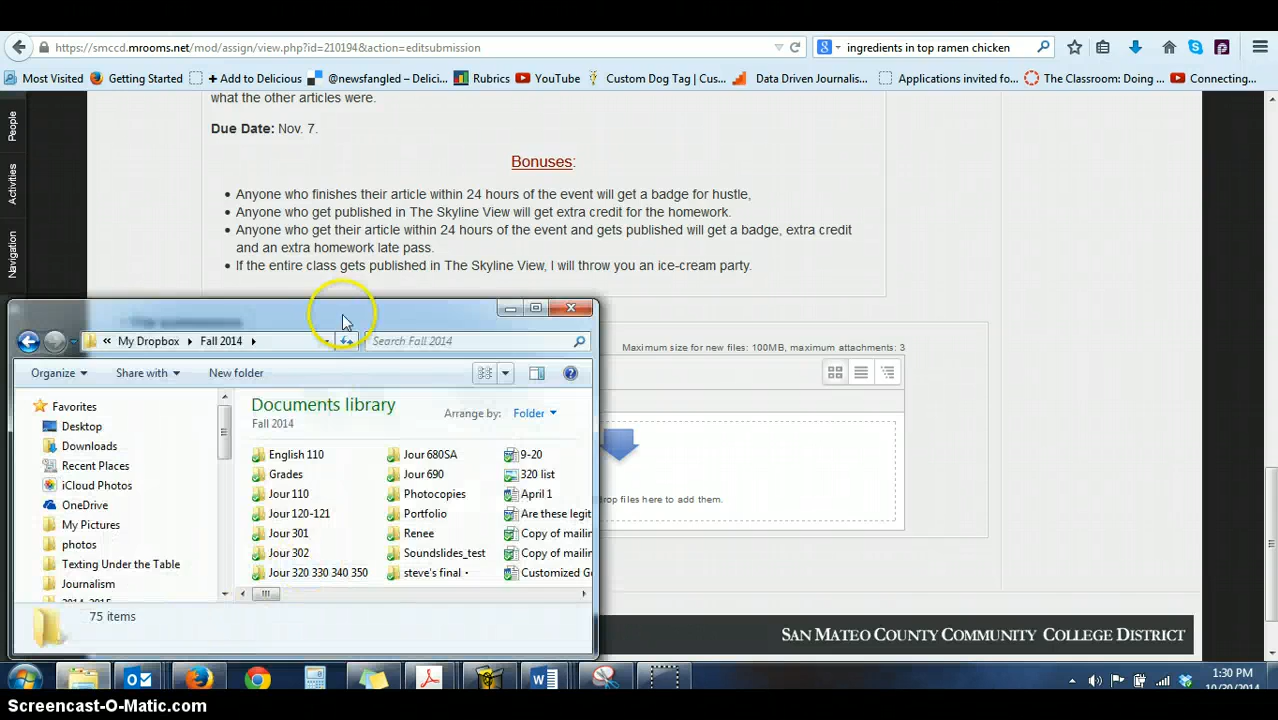 https://smccd.mrooms.net/mod/assign/view.php?id=210194&action=editsubmission
ingredients in top ramen chicken
Most Visited Getting Started + Add to Delicious @newsfangled – Delici... Rubrics YouTube Custom Dog Tag | Cus... Data Driven Journalis... Applications invited fo... The Classroom: Doing ... Connecting...
People
Activities
Navigation
what the other articles were.
Due Date: Nov. 7.
Bonuses:
Anyone who finishes their article within 24 hours of the event will get a badge for hustle,
Anyone who get published in The Skyline View will get extra credit for the homework.
Anyone who get their article within 24 hours of the event and gets published will get a badge, extra credit
and an extra homework late pass.
If the entire class gets published in The Skyline View, I will throw you an ice-cream party.
Maximum size for new files: 100MB, maximum attachments: 3
drop files here to add them.
« My Dropbox Fall 2014
Search Fall 2014
Organize Share with New folder
Favorites
Desktop
Downloads
Recent Places
iCloud Photos
OneDrive
My Pictures
photos
Texting Under the Table
Journalism
Documents library
Fall 2014
Arrange by: Folder
English 110 Jour 680SA 9-20
Grades Jour 690 320 list
Jour 110 Photocopies April 1
Jour 120-121 Portfolio Are these legit
Jour 301 Renee Copy of mailin
Jour 302 Soundslides_test Copy of mailin
Jour 320 330 340 350 steve's final • Customized Ge
75 items
SAN MATEO COUNTY COMMUNITY COLLEGE DISTRICT
1:30 PM
10/20/2014
Screencast-O-Matic.com